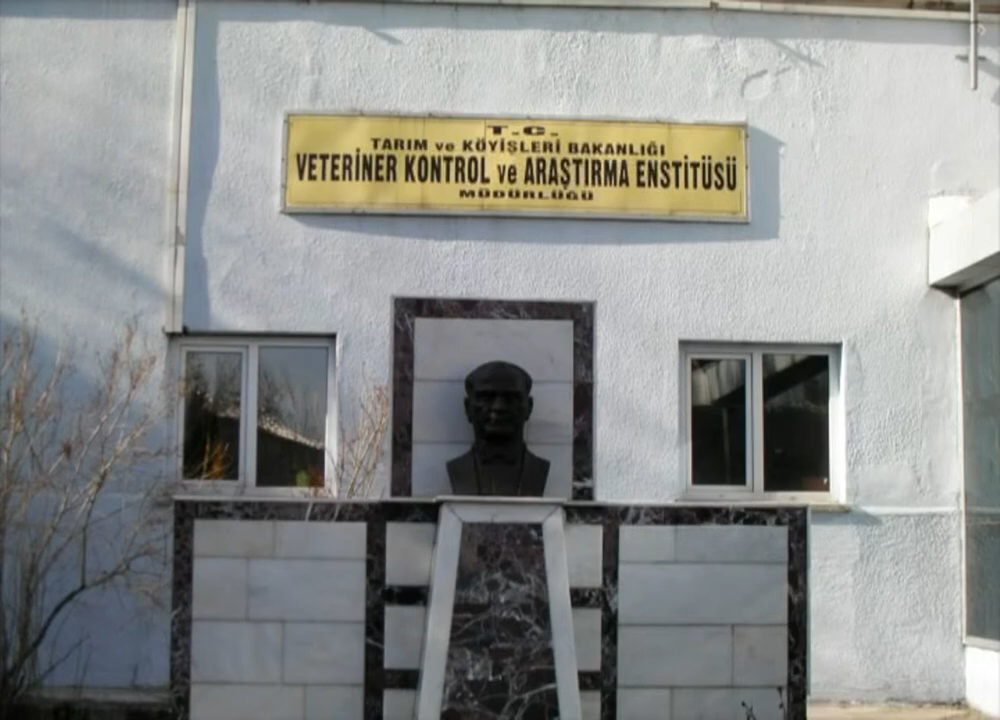 T.C.
TARIM ve KÖYİŞLERİ BAKANLIĞI
VETERİNER KONTROL ve ARAŞTIRMA ENSTİTÜSÜ
MÜDÜRLÜĞÜ